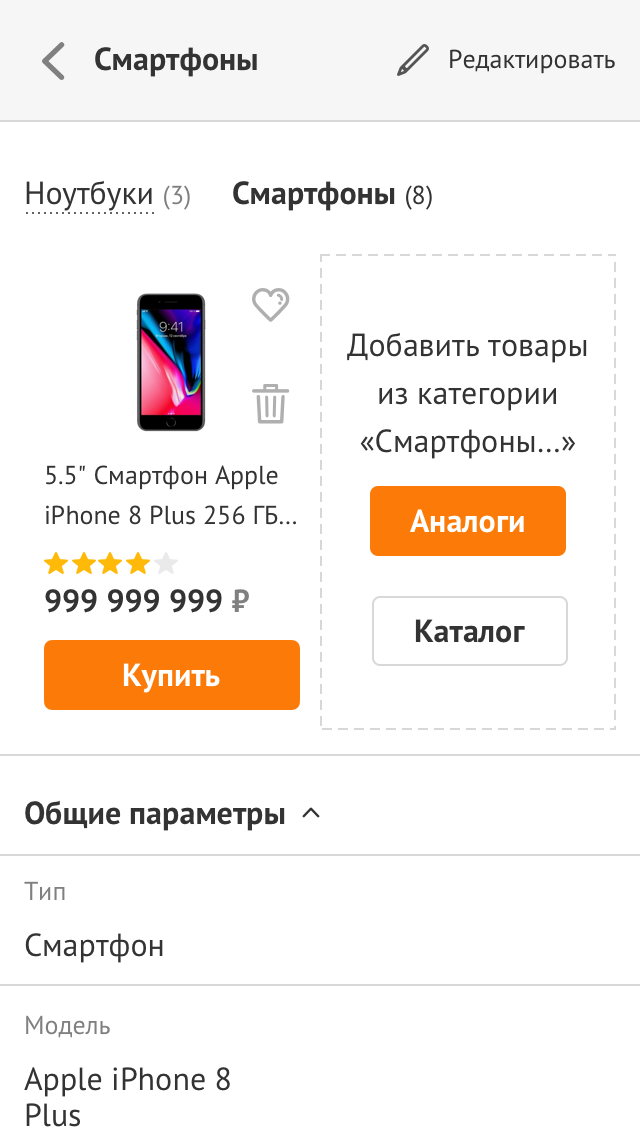 Смартфоны
Редактировать
Ноутбуки (3)
Смартфоны (8)
9:41
5.5" Смартфон Apple
iPhone 8 Plus 256 ГБ...
999 999 999 ₽
Купить
Добавить товары
из категории
«Смартфоны...»
Аналоги
Каталог
Общие параметры
Тип
Смартфон
Модель
Apple iPhone 8
Plus